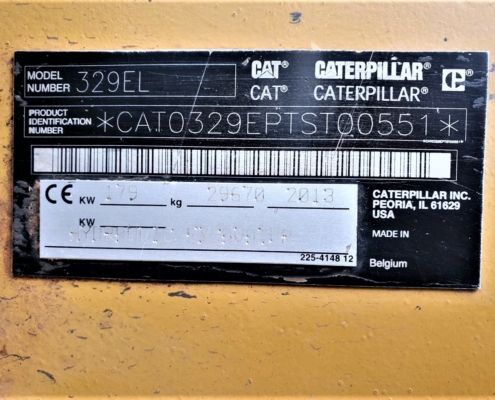 MODEL NUMBER 329EL
CAT CATERPILLAR C
CAT® CATERPILLAR®
PRODUCT IDENTIFICATION NUMBER *CAT0329EPTST00551*
CE KW 179 kg 29670 2013
KW
225-4148 12
CATERPILLAR INC.
PEORIA, IL 61629
USA
MADE IN
Belgium